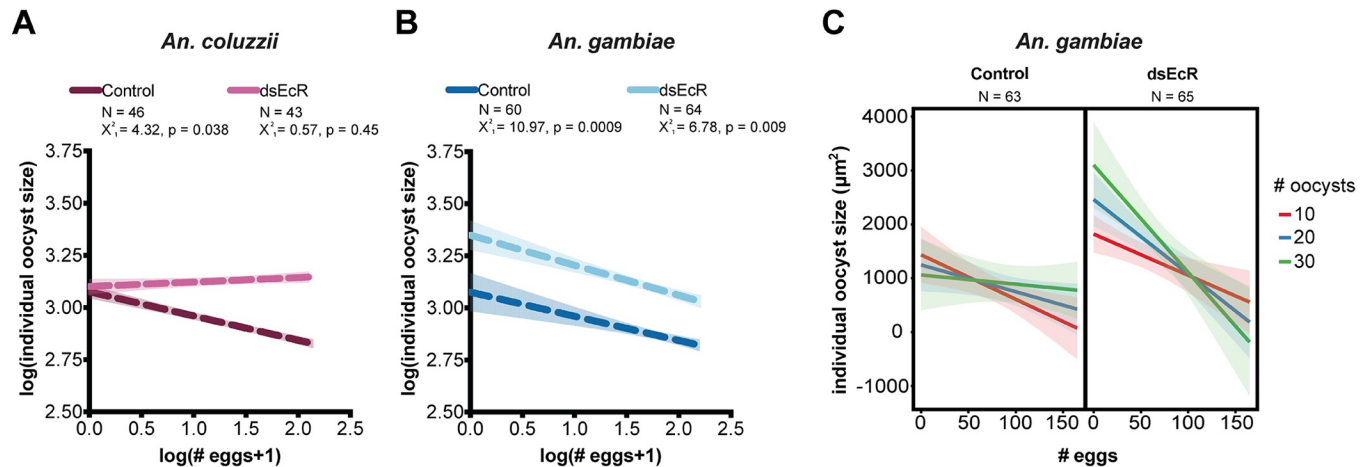 A
An. coluzzii
Control
N = 46
X²₁= 4.32, p = 0.038
dsEcR
N = 43
X²₁= 0.57, p = 0.45
log(individual oocyst size)
3.75
3.50
3.25
3.00
2.75
2.50
0.0 0.5 1.0 1.5 2.0 2.5
log(# eggs+1)
B
An. gambiae
Control
N = 60
X²₁= 10.97, p = 0.0009
dsEcR
N = 64
X²₁= 6.78, p = 0.009
log(individual oocyst size)
3.75
3.50
3.25
3.00
2.75
2.50
0.0 0.5 1.0 1.5 2.0 2.5
log(# eggs+1)
C
An. gambiae
Control
N = 63
dsEcR
N = 65
individual oocyst size (µm²)
4000
3000
2000
1000
0
-1000
0 50 100 150 0 50 100 150
# eggs
# oocysts
10
20
30